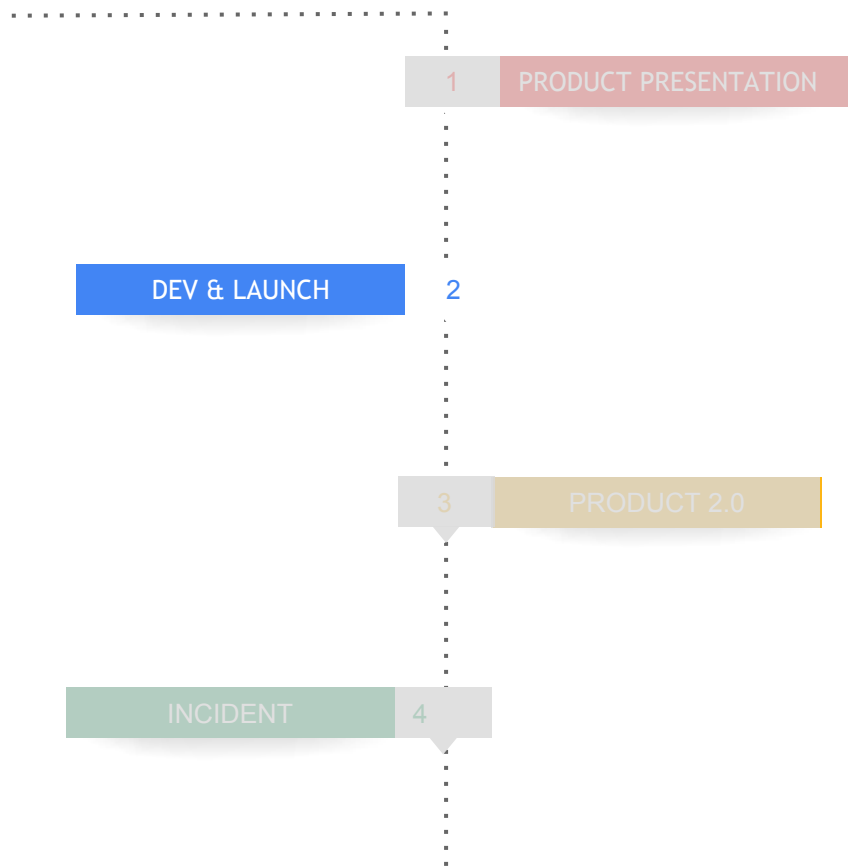 1 PRODUCT PRESENTATION
DEV & LAUNCH 2
3 PRODUCT 2.0
INCIDENT 4